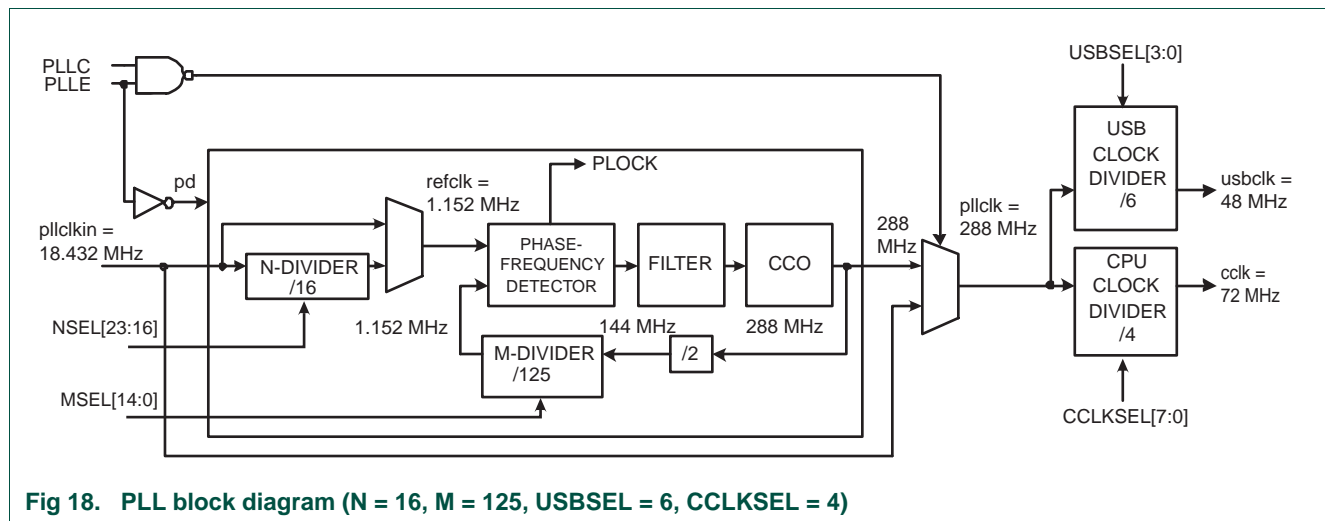 PLLC
PLLE
USBSEL[3:0]
pd
PLOCK
USB
CLOCK
DIVIDER
/6
usbclk =
48 MHz
refclk =
1.152 MHz
pllclk =
288 MHz
pllclkin =
18.432 MHz
N-DIVIDER
/16
PHASE-
FREQUENCY
DETECTOR
FILTER
CCO
288
MHz
CPU
CLOCK
DIVIDER
/4
cclk =
72 MHz
NSEL[23:16]
1.152 MHz
144 MHz
288 MHz
M-DIVIDER
/125
/2
MSEL[14:0]
CCLKSEL[7:0]
Fig 18. PLL block diagram (N = 16, M = 125, USBSEL = 6, CCLKSEL = 4)